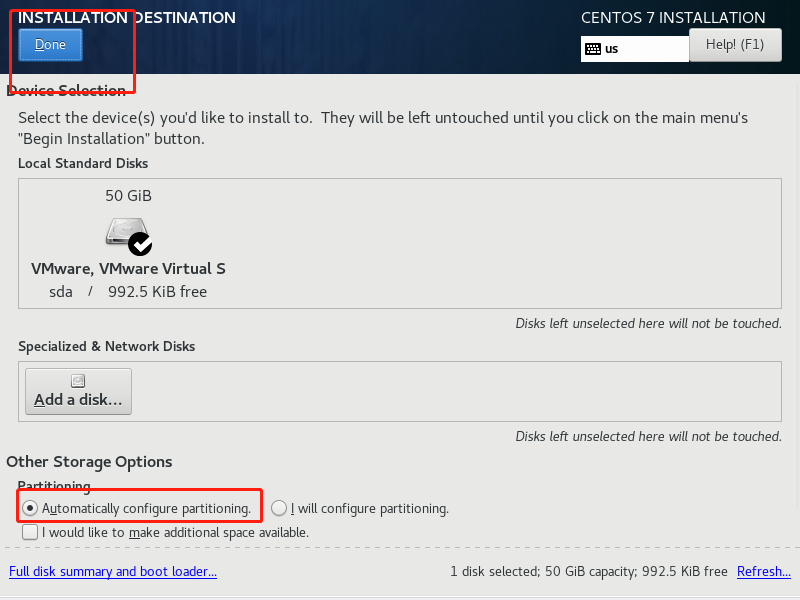 INSTALLATION DESTINATION
CENTOS 7 INSTALLATION
Done
us
Help! (F1)
Device Selection
Select the device(s) you'd like to install to.  They will be left untouched until you click on the main menu's
"Begin Installation" button.
Local Standard Disks
50 GiB
VMware, VMware Virtual S
sda / 992.5 KiB free
Disks left unselected here will not be touched.
Specialized & Network Disks
Add a disk...
Disks left unselected here will not be touched.
Other Storage Options
Partitioning
Automatically configure partitioning. I will configure partitioning.
I would like to make additional space available.
Full disk summary and boot loader... 1 disk selected; 50 GiB capacity; 992.5 KiB free Refresh...